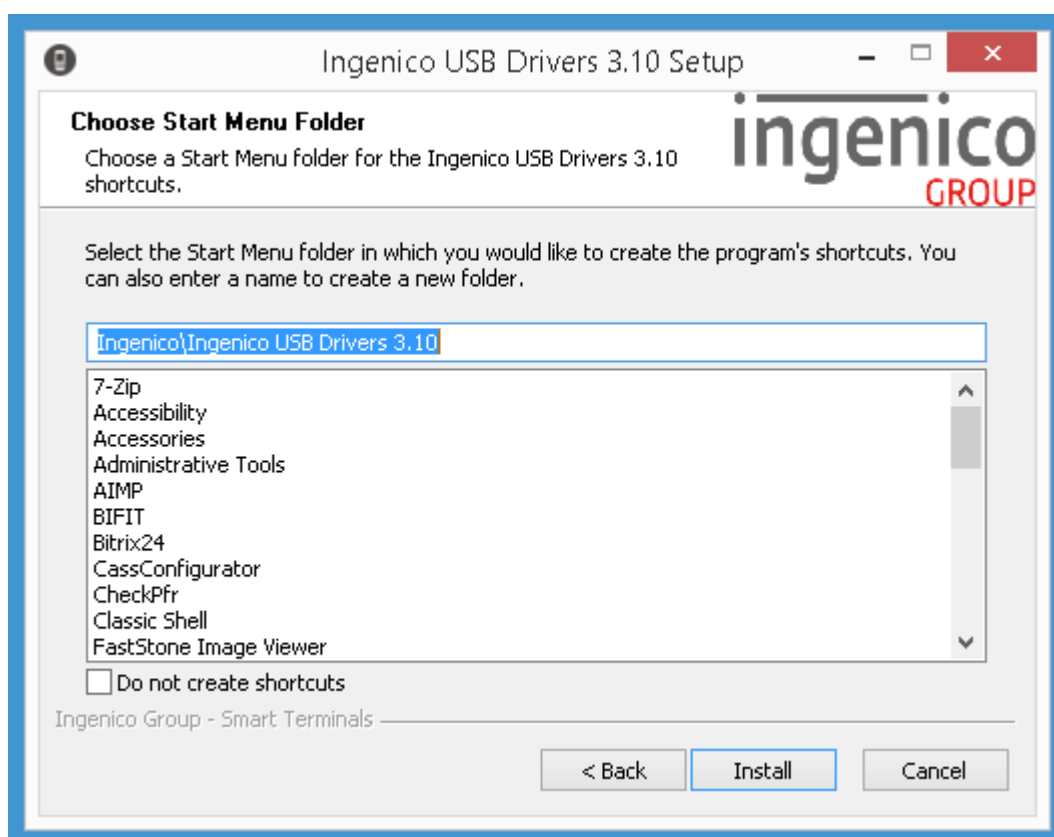 Ingenico USB Drivers 3.10 Setup
Choose Start Menu Folder
Choose a Start Menu folder for the Ingenico USB Drivers 3.10
shortcuts.
ingenico
GROUP
Select the Start Menu folder in which you would like to create the program's shortcuts. You
can also enter a name to create a new folder.
Ingenico\Ingenico USB Drivers 3.10
7-Zip
Accessibility
Accessories
Administrative Tools
AIMP
BIFIT
Bitrix24
CassConfigurator
CheckPfr
Classic Shell
FastStone Image Viewer
Do not create shortcuts
Ingenico Group - Smart Terminals
< Back
Install
Cancel